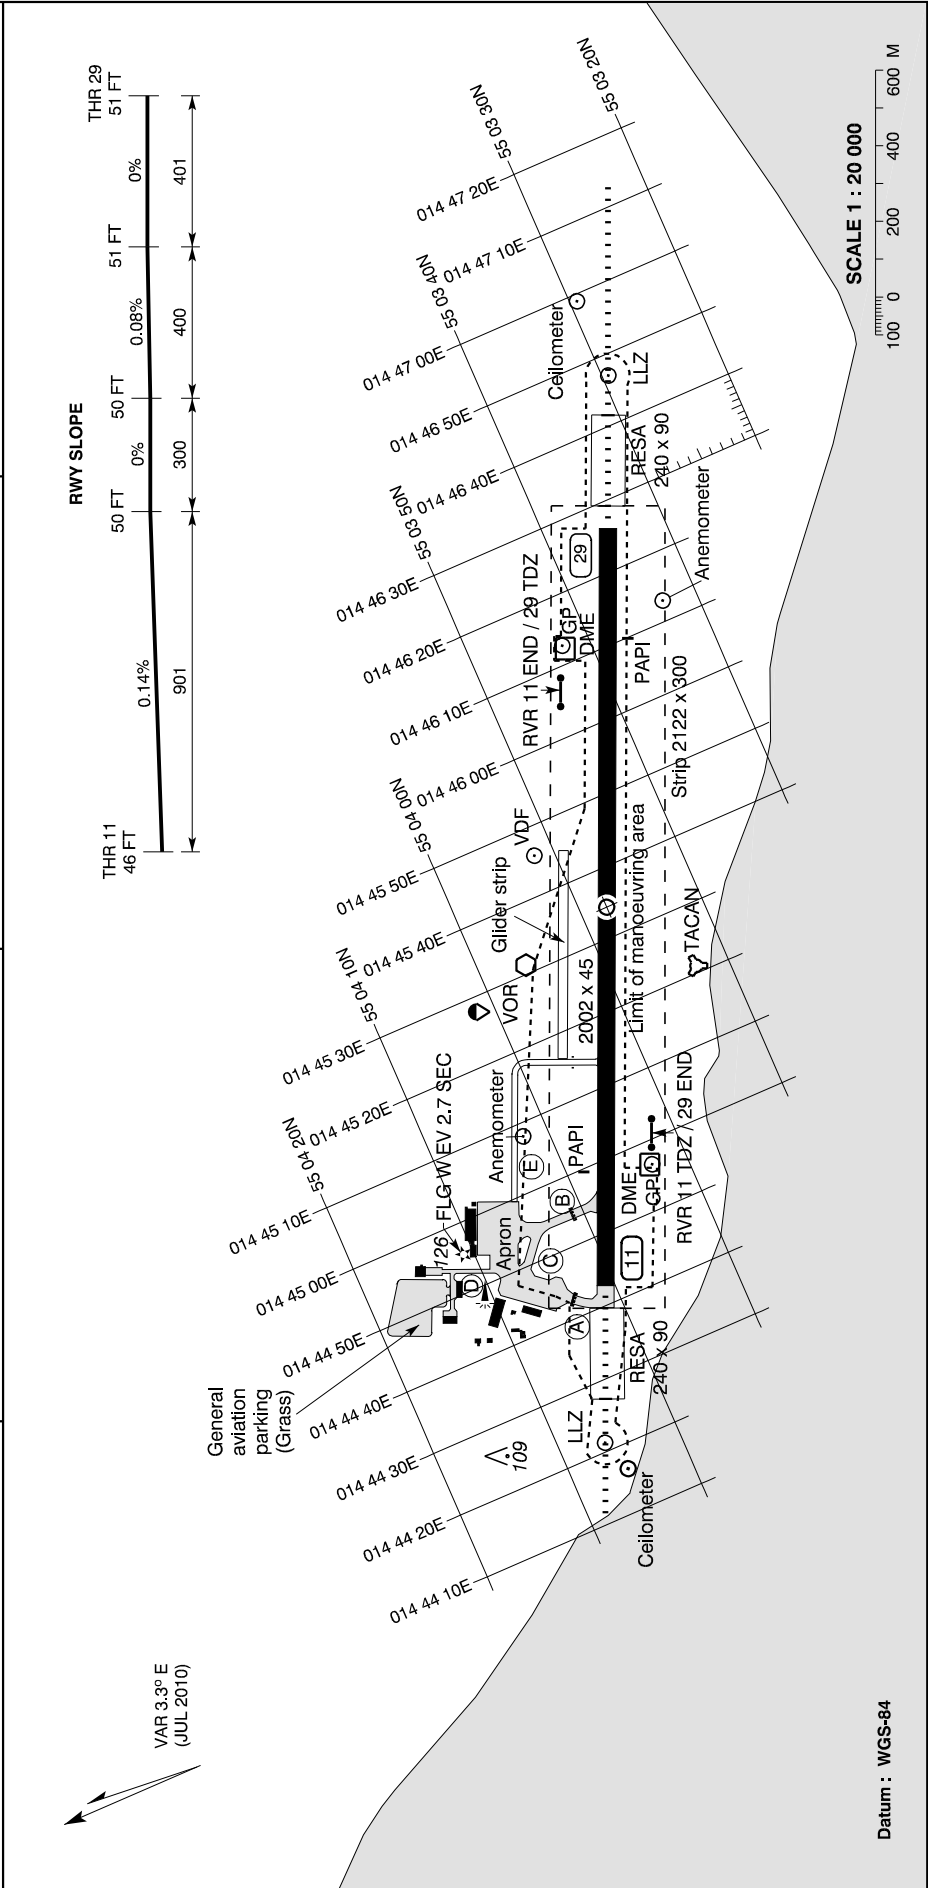 RWY SLOPE
THR 11
46 FT
50 FT
50 FT
51 FT
THR 29
51 FT
0.14%
0%
0.08%
0%
901
300
400
401
VAR 3.3º E
(JUL 2010)
General
aviation
parking
(Grass)
55 04 20N
55 04 10N
55 04 00N
55 03 50N
55 03 40N
55 03 30N
55 03 20N
014 44 10E
014 44 20E
014 44 30E
014 44 40E
014 44 50E
014 45 00E
014 45 10E
014 45 20E
014 45 30E
014 45 40E
014 45 50E
014 46 00E
014 46 10E
014 46 20E
014 46 30E
014 46 40E
014 46 50E
014 47 00E
014 47 10E
014 47 20E
126
FLG W EV 2.7 SEC
109
D
Apron
Anemometer
VOR
Glider strip
VDF
RVR 11 END / 29 TDZ
GP
DME
29
Ceilometer
E
C
B
A
PAPI
2002 x 45
LLZ
LLZ
11
DME
GP
Limit of manoeuvring area
PAPI
RESA
240 x 90
RESA
240 x 90
Ceilometer
RVR 11 TDZ / 29 END
TACAN
Strip 2122 x 300
Anemometer
SCALE 1 : 20 000
100 0 200 400 600 M
Datum : WGS-84